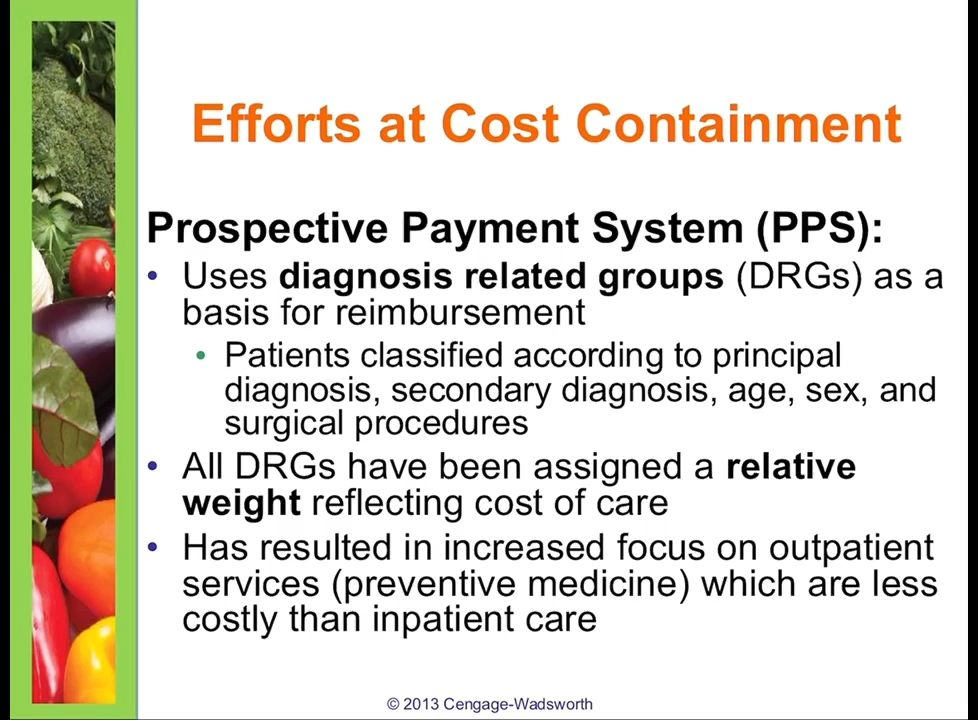 Efforts at Cost Containment
Prospective Payment System (PPS):
• Uses diagnosis related groups (DRGs) as a
basis for reimbursement
• Patients classified according to principal
diagnosis, secondary diagnosis, age, sex, and
surgical procedures
• All DRGs have been assigned a relative
weight reflecting cost of care
• Has resulted in increased focus on outpatient
services (preventive medicine) which are less
costly than inpatient care
© 2013 Cengage-Wadsworth